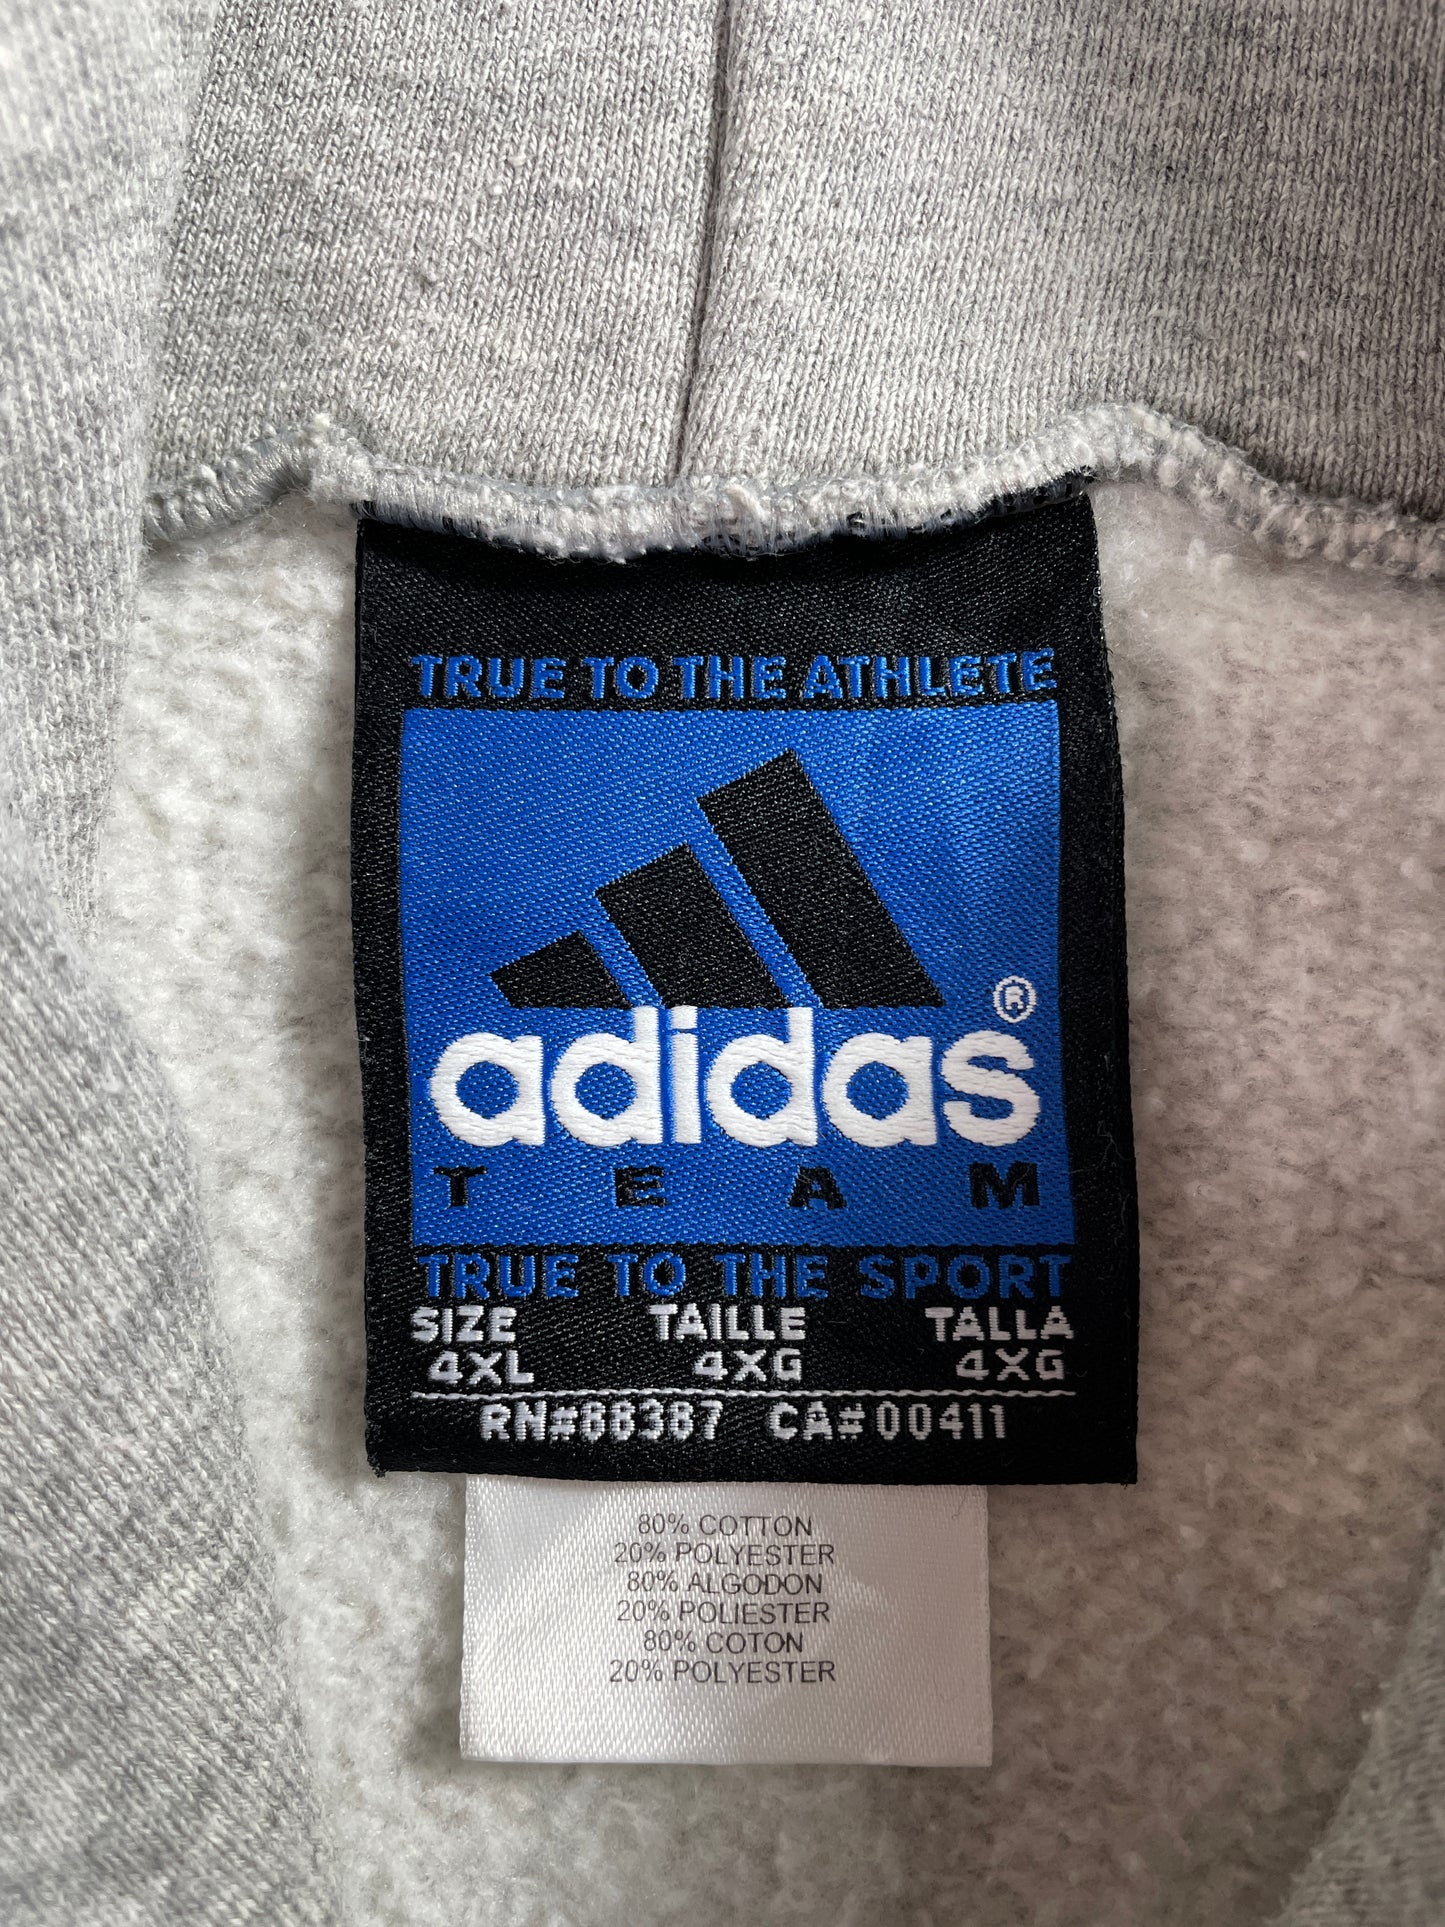 TRUE TO THE ATHLETE
adidas®
TEAM
TRUE TO THE SPORT
SIZE TAILLE TALLA
4XL 4XG 4XG
RN#88387 CA#00411
80% COTTON
20% POLYESTER
80% ALGODON
20% POLIESTER
80% COTON
20% POLYESTER